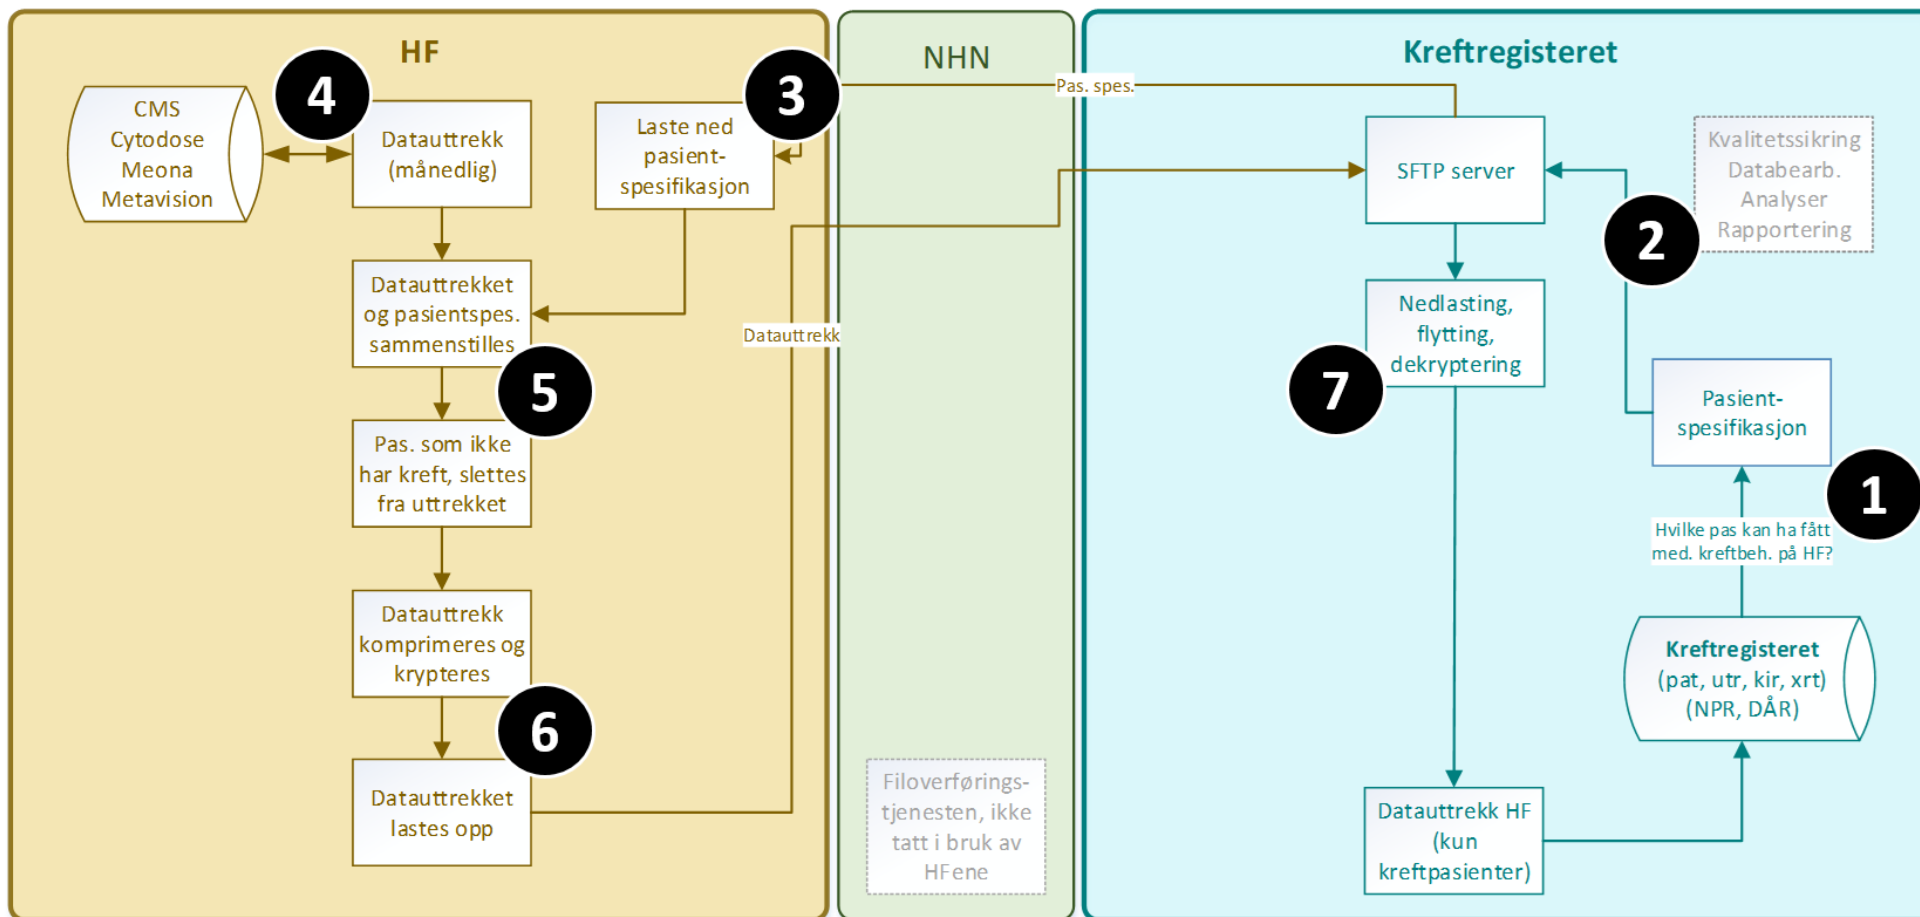 HF
4
CMS
Cytodose
Meona
Metavision
Datauttrekk
(månedlig)
3
Laste ned
pasient-
spesifikasjon
Datauttrekket
og pasientspes.
sammenstilles
5
Pas. som ikke
har kreft, slettes
fra uttrekket
Datauttrekk
komprimeres og
krypteres
6
Datauttrekket
lastes opp
Datauttrekk
NHN
Pas. spes.
Filoverførings-
tjenesten, ikke
tatt i bruk av
HFene
Kreftregisteret
SFTP server
Kvalitetssikring
Databearb.
Analyser
Rapportering
2
Nedlasting,
flytting,
dekryptering
7
Pasient-
spesifikasjon
1
Hvilke pas kan ha fått
med. kreftbeh. på HF?
Kreftregisteret
(pat, utr, kir, xrt)
(NPR, DÅR)
Datauttrekk HF
(kun
kreftpasienter)